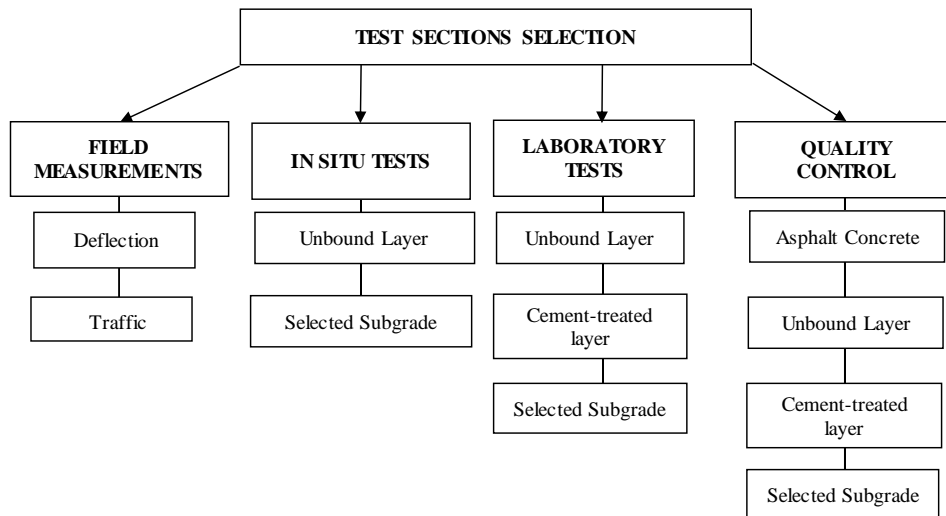 TEST SECTIONS SELECTION
FIELD
MEASUREMENTS
Deflection
Traffic
IN SITU TESTS
Unbound Layer
Selected Subgrade
LABORATORY
TESTS
Unbound Layer
Cement-treated
layer
Selected Subgrade
QUALITY
CONTROL
Asphalt Concrete
Unbound Layer
Cement-treated
layer
Selected Subgrade